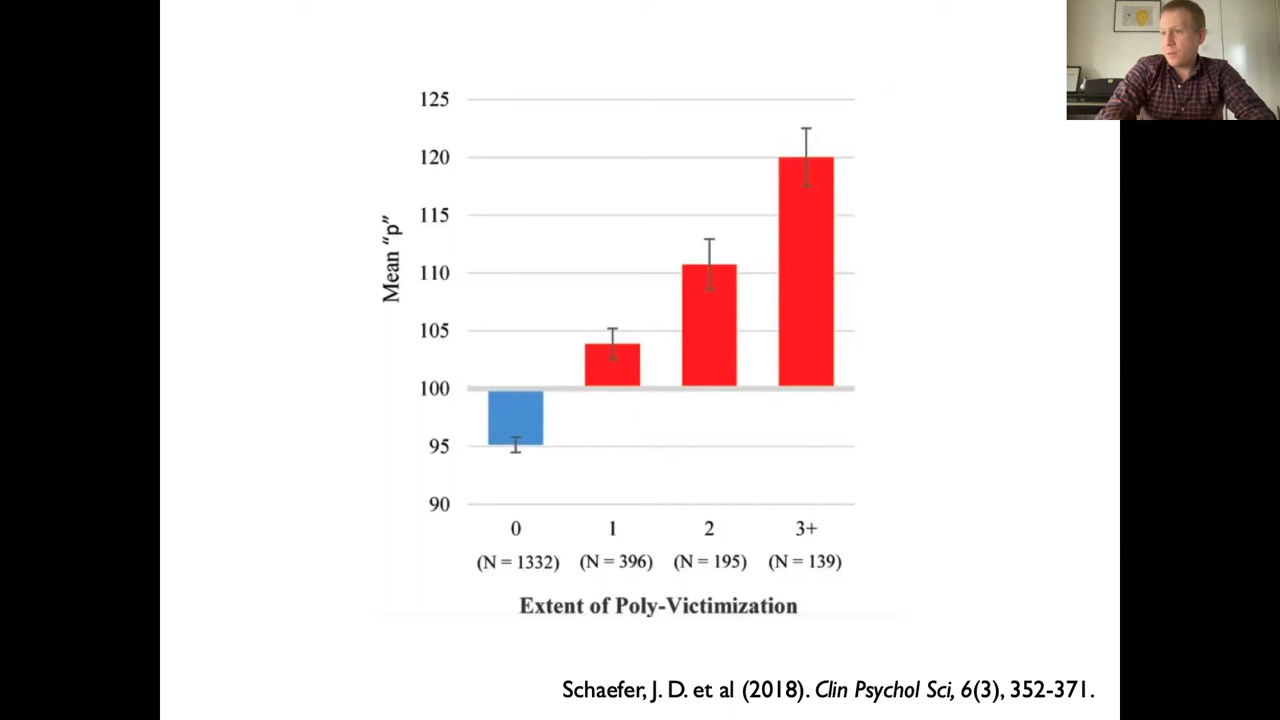 125
120
115
110
105
100
95
90
Mean “p”
0 1 2 3+
(N = 1332) (N = 396) (N = 195) (N = 139)
Extent of Poly-Victimization
Schaefer, J. D. et al (2018). Clin Psychol Sci, 6(3), 352-371.